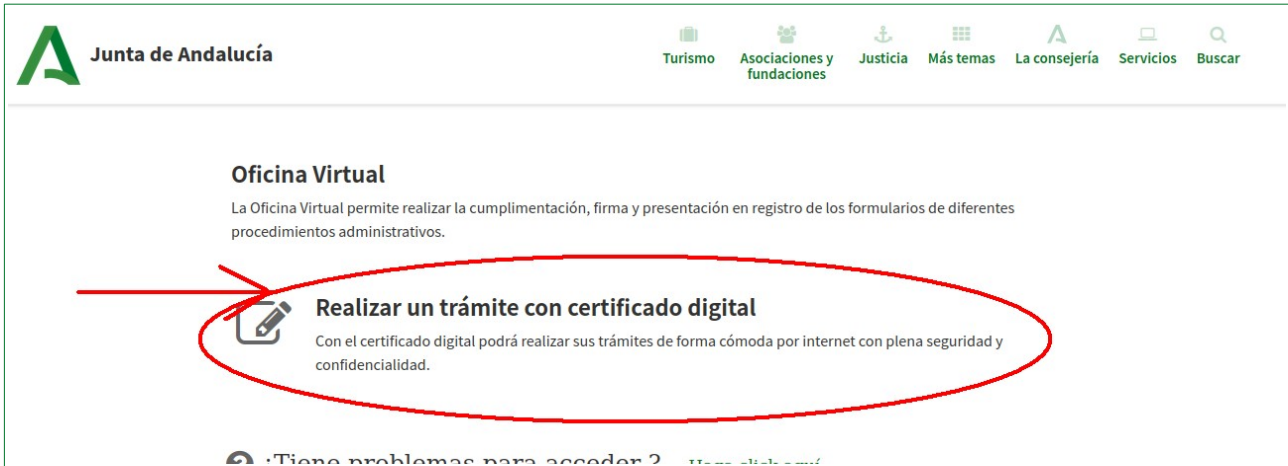 Junta de Andalucía
Turismo
Asociaciones y
fundaciones
Justicia
Más temas
La consejería
Servicios
Buscar
Oficina Virtual
La Oficina Virtual permite realizar la cumplimentación, firma y presentación en registro de los formularios de diferentes
procedimientos administrativos.
Realizar un trámite con certificado digital
Con el certificado digital podrá realizar sus trámites de forma cómoda por internet con plena seguridad y
confidencialidad.
¿Tiene problemas para acceder ? Haga click aquí